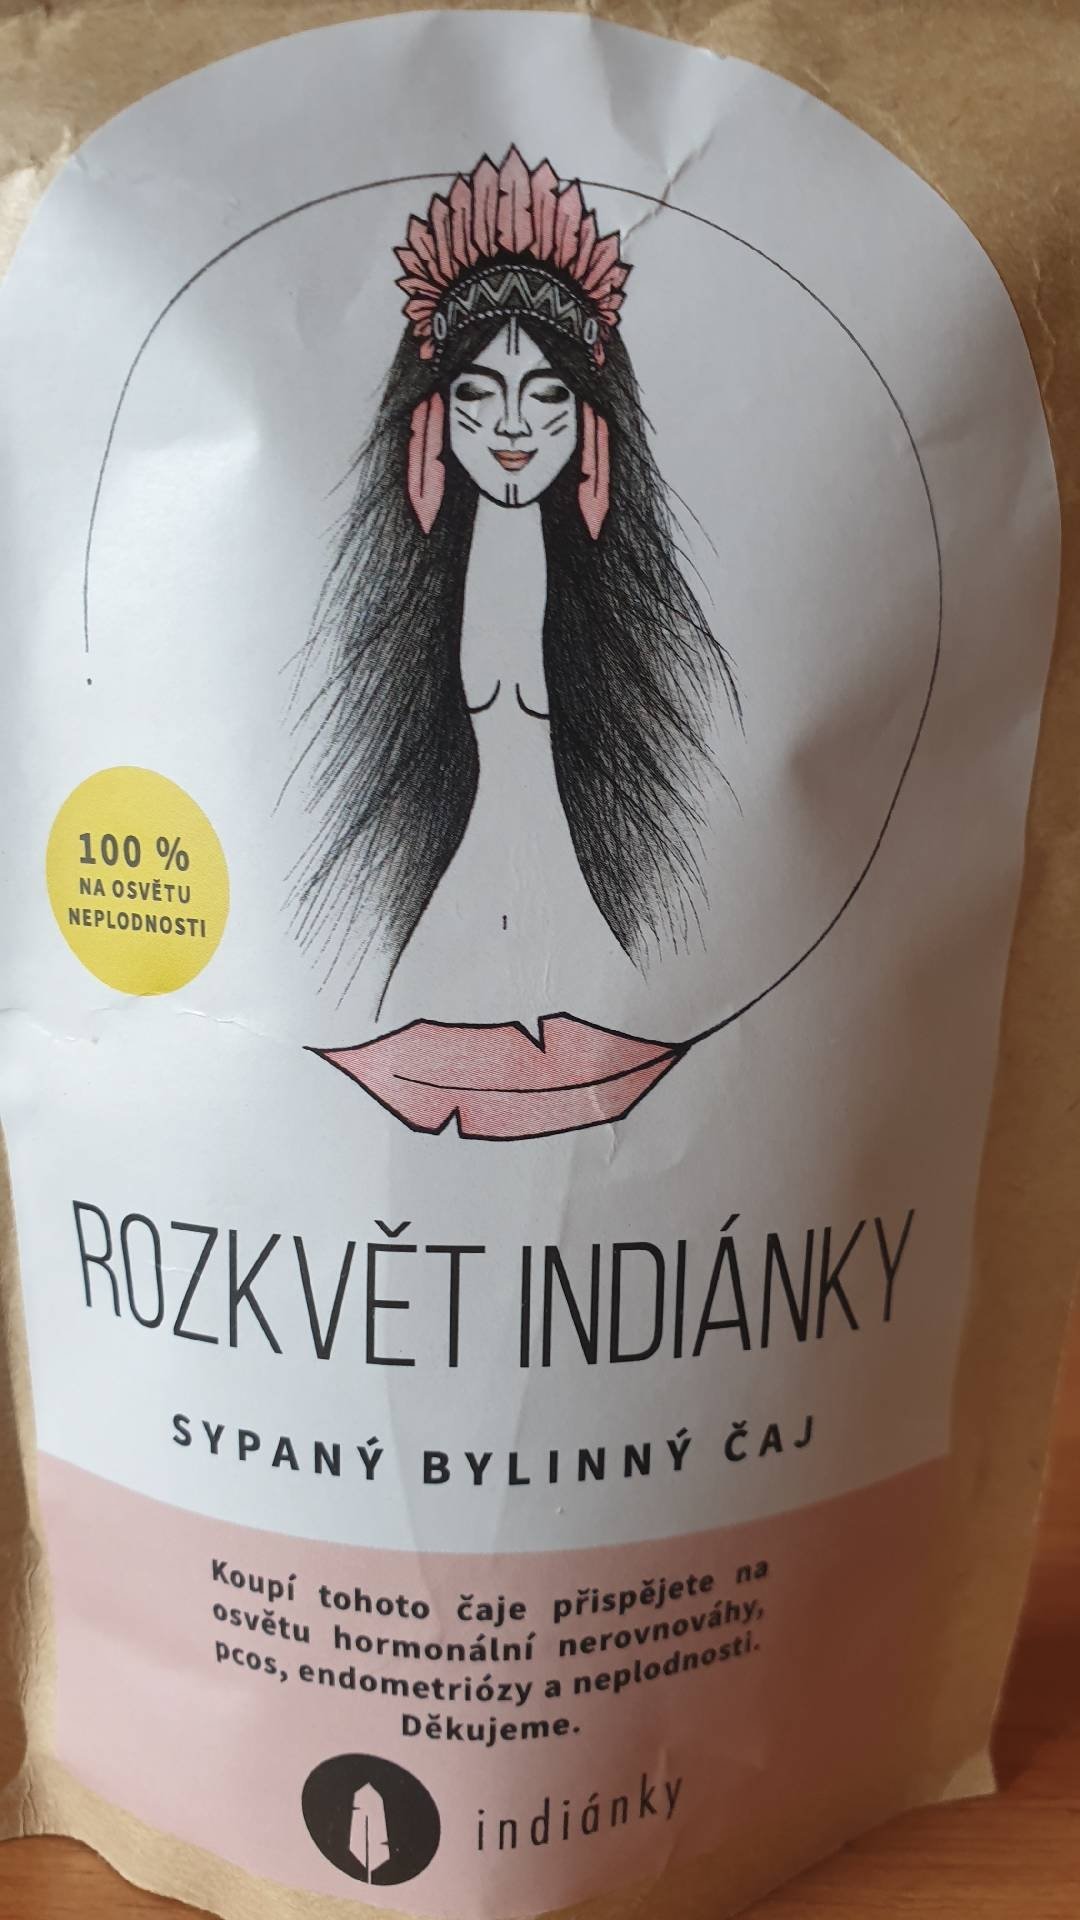 100 %
NA OSVĚTU
NEPLODNOSTI
ROZKVĚT INDIÁNKY
SYPANÝ BYLINNÝ ČAJ
Koupí tohoto čaje přispějete na
osvětu hormonální nerovnováhy,
pcos, endometriózy a neplodnosti.
Děkujeme.
indiánky